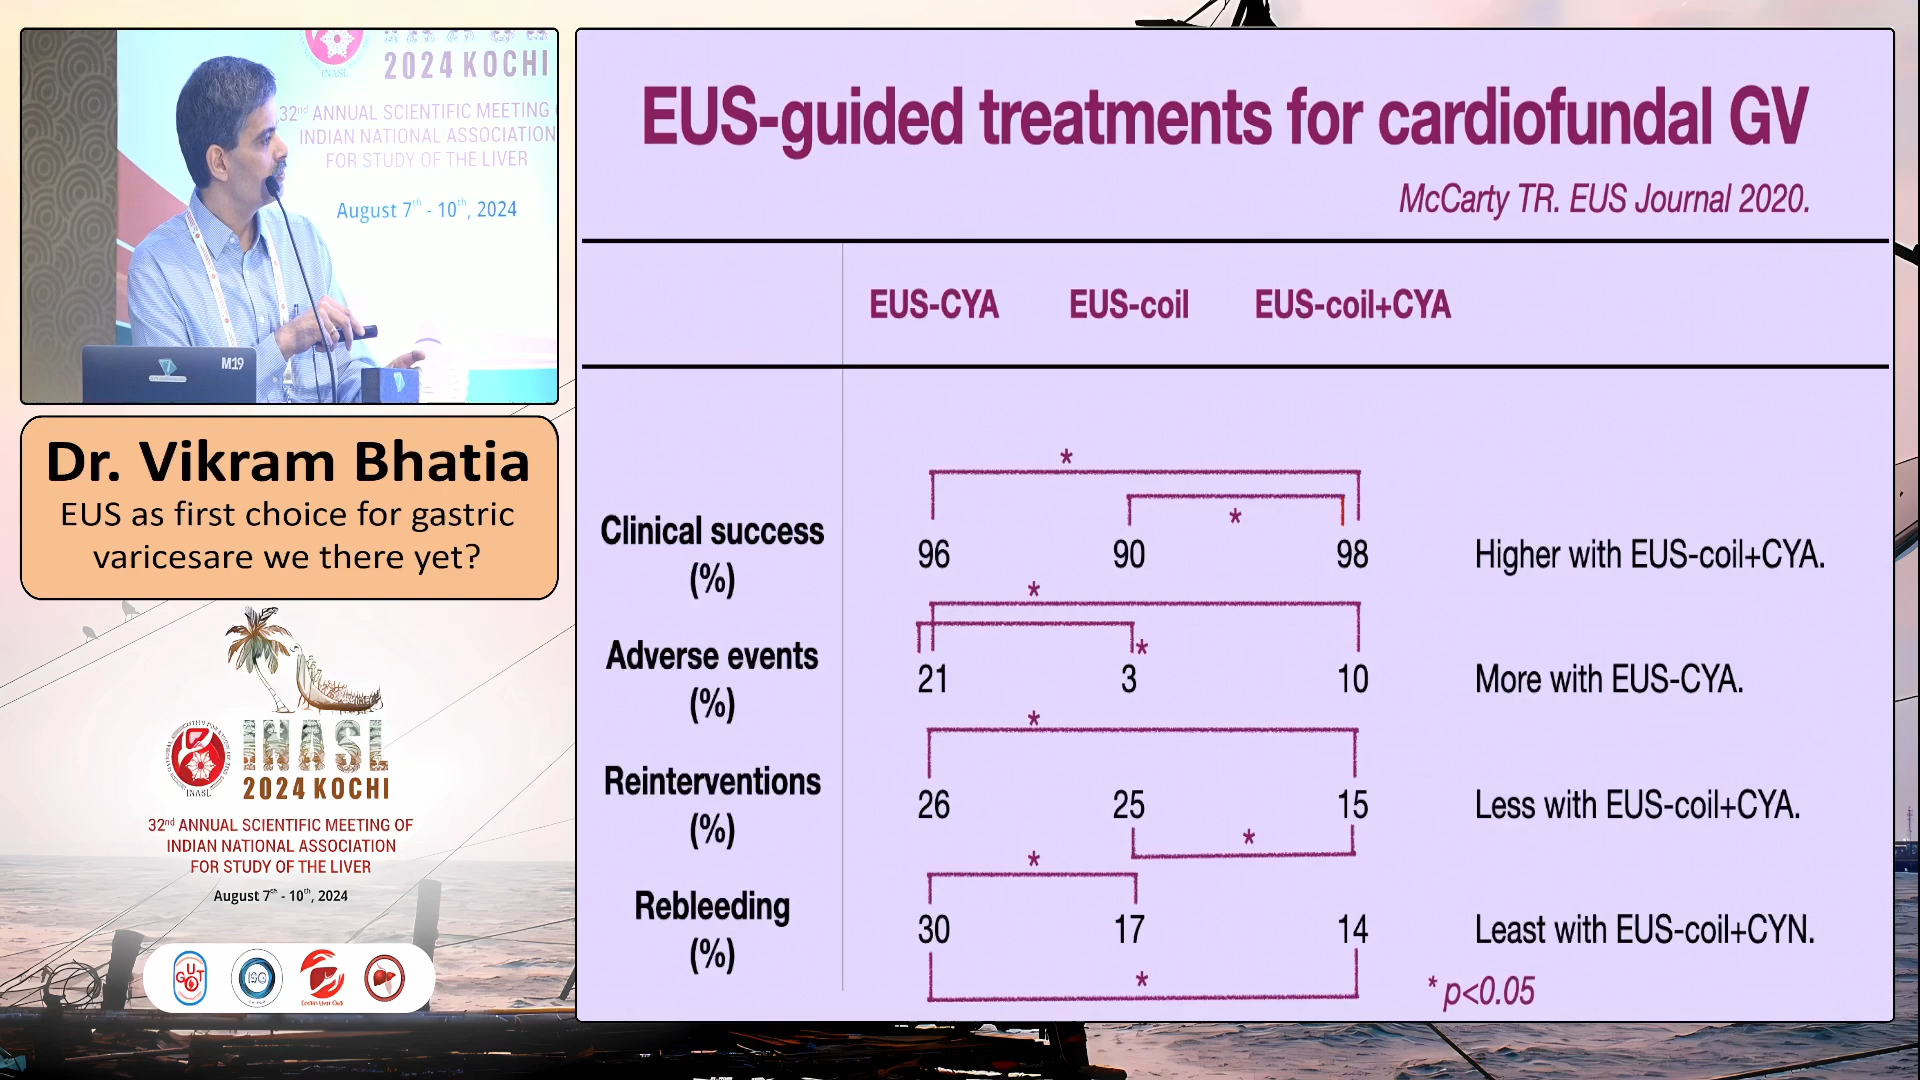 INASL
2024 KOCHI
32nd ANNUAL SCIENTIFIC MEETING
INDIAN NATIONAL ASSOCIATION
FOR STUDY OF THE LIVER
August 7th - 10th, 2024
M19
Dr. Vikram Bhatia
EUS as first choice for gastric
varicesare we there yet?
INASL
INASL
2024 KOCHI
32nd ANNUAL SCIENTIFIC MEETING OF
INDIAN NATIONAL ASSOCIATION
FOR STUDY OF THE LIVER
August 7th - 10th, 2024
GUT
ISG
EUS-guided treatments for cardiofundal GV
McCarty TR. EUS Journal 2020.
EUS-CYA EUS-coil EUS-coil+CYA
*
*
Clinical success (%) 96 90 98 Higher with EUS-coil+CYA.
*
*
Adverse events (%) 21 3 10 More with EUS-CYA.
*
Reinterventions (%) 26 25 15 Less with EUS-coil+CYA.
*
*
Rebleeding (%) 30 17 14 Least with EUS-coil+CYN.
*
* p<0.05